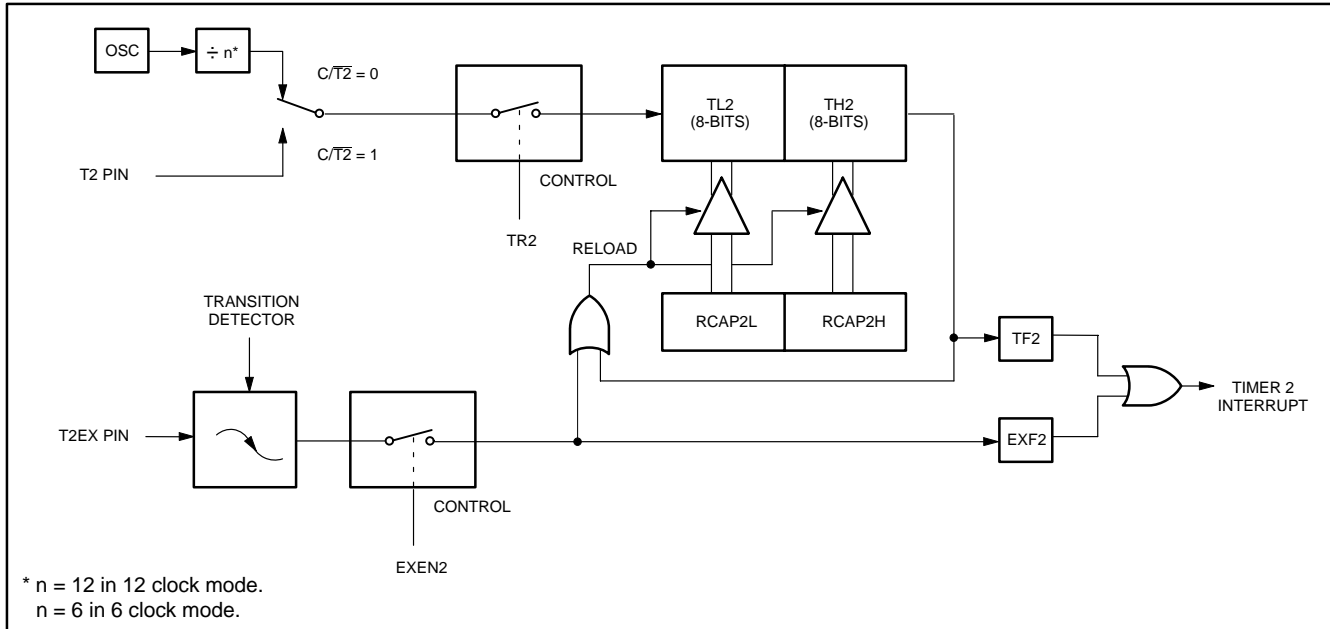 OSC
÷ n*
C/T2 = 0
C/T2 = 1
T2 PIN
CONTROL
TR2
TL2
(8-BITS)
TH2
(8-BITS)
RELOAD
RCAP2L
RCAP2H
TRANSITION
DETECTOR
T2EX PIN
CONTROL
EXEN2
TF2
EXF2
TIMER 2
INTERRUPT
* n = 12 in 12 clock mode.
n = 6 in 6 clock mode.